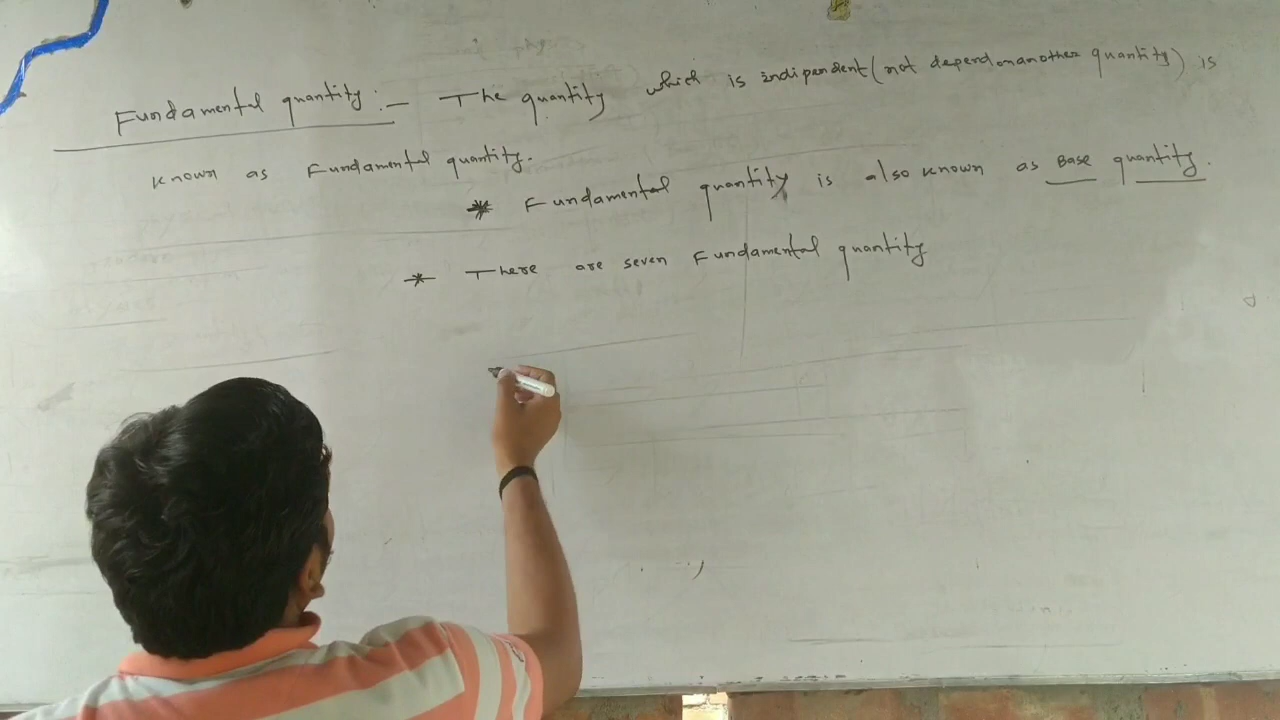 Fundamental quantity :- The quantity which is indipendent (not depend on another quantity) is
known as Fundamental quantity.
* Fundamental quantity is also known as Base quantity.
* There are seven Fundamental quantity